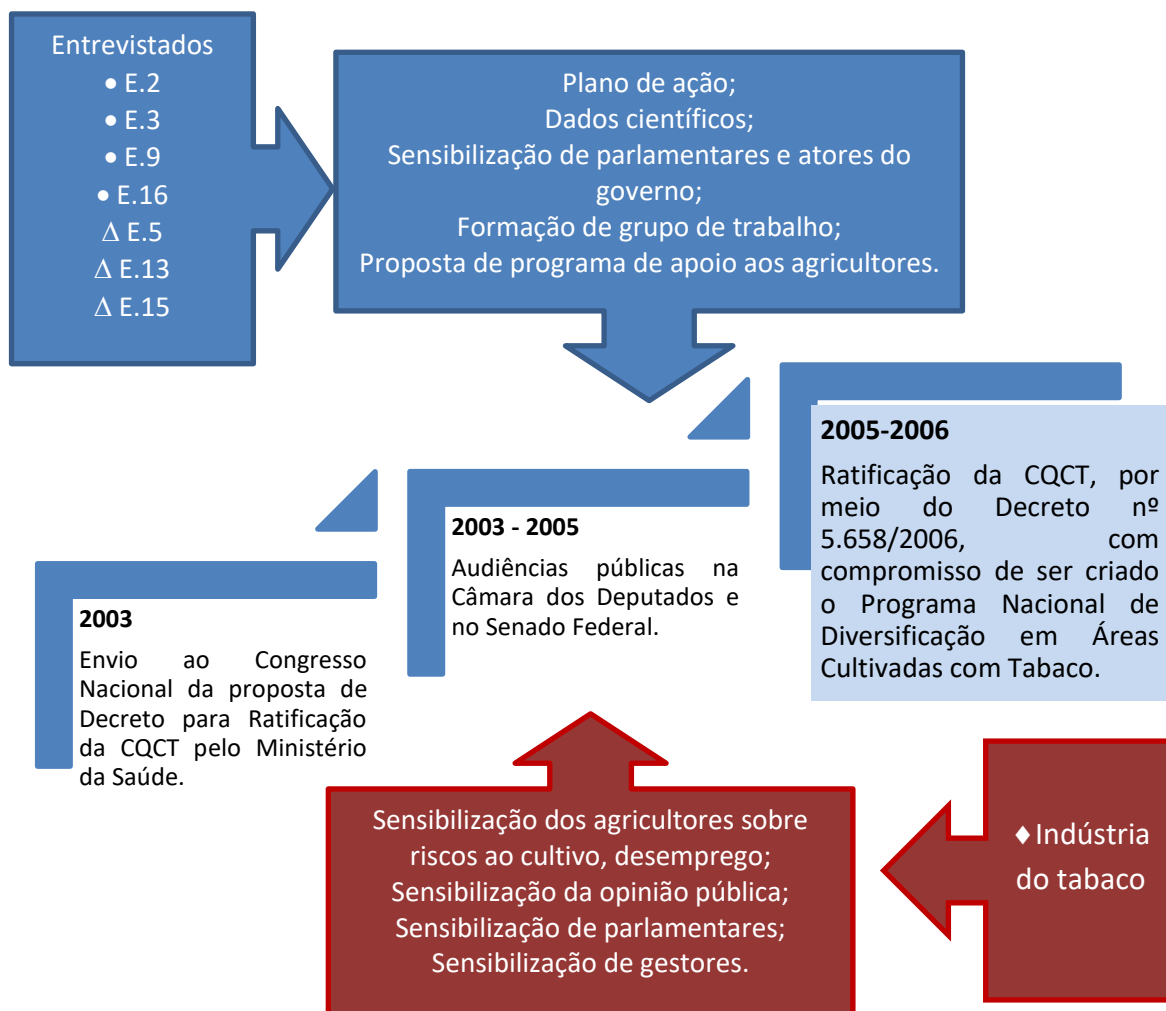 Entrevistados
• E.2
• E.3
• E.9
• E.16
∆ E.5
∆ E.13
∆ E.15
Plano de ação;
Dados científicos;
Sensibilização de parlamentares e atores do
governo;
Formação de grupo de trabalho;
Proposta de programa de apoio aos agricultores.
2003
Envio ao Congresso
Nacional da proposta de
Decreto para Ratificação
da CQCT pelo Ministério
da Saúde.
2003 - 2005
Audiências públicas na
Câmara dos Deputados e
no Senado Federal.
2005-2006
Ratificação da CQCT, por
meio do Decreto nº
5.658/2006, com
compromisso de ser criado
o Programa Nacional de
Diversificação em Áreas
Cultivadas com Tabaco.
Sensibilização dos agricultores sobre
riscos ao cultivo, desemprego;
Sensibilização da opinião pública;
Sensibilização de parlamentares;
Sensibilização de gestores.
♦ Indústria
do tabaco